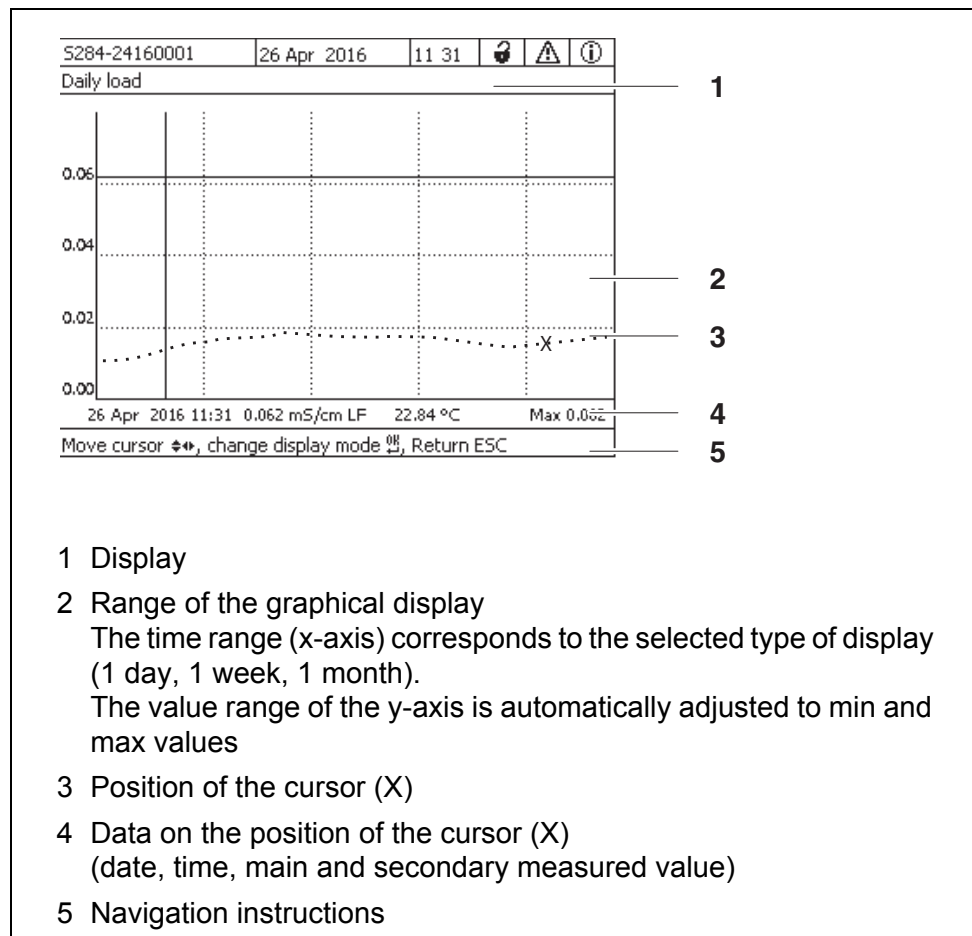 S284-24160001 26 Apr 2016 11 31
Daily load
1
0.06
0.04
2
0.02
3
X
0.00
26 Apr 2016 11:31 0.062 mS/cm LF 22.84 °C Max 0.062
4
Move cursor, change display mode OK, Return ESC
5
1 Display
2 Range of the graphical display
The time range (x-axis) corresponds to the selected type of display
(1 day, 1 week, 1 month).
The value range of the y-axis is automatically adjusted to min and
max values
3 Position of the cursor (X)
4 Data on the position of the cursor (X)
(date, time, main and secondary measured value)
5 Navigation instructions